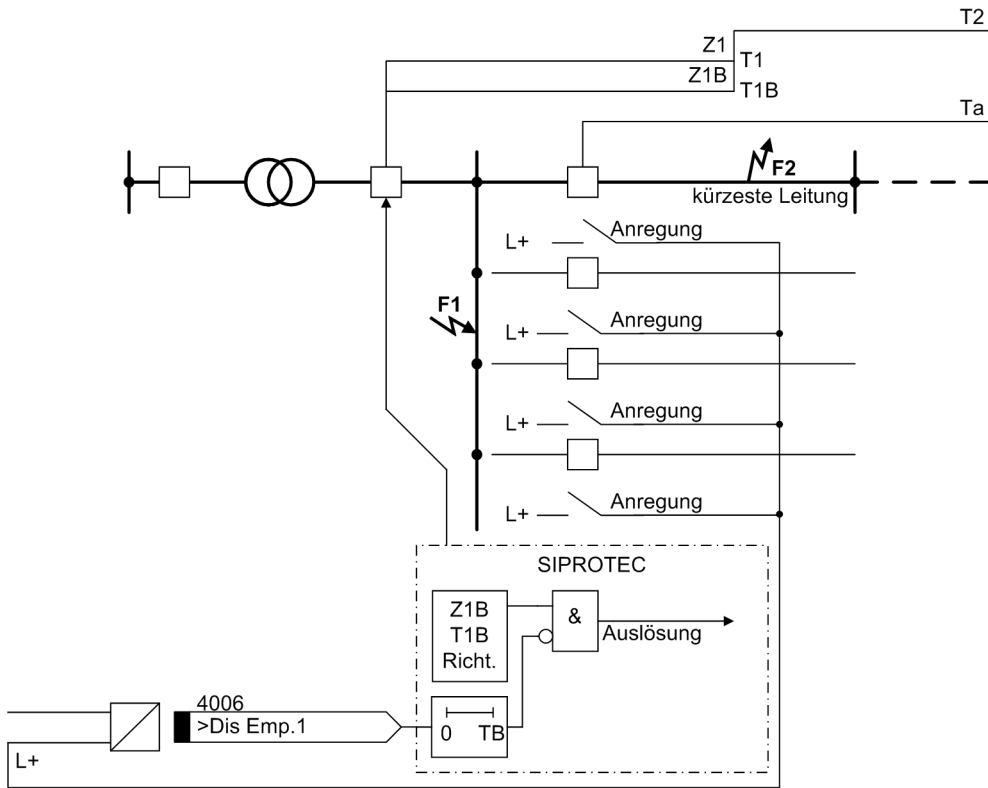 T2
Z1
T1
Z1B
T1B
Ta
F2
kürzeste Leitung
L+ Anregung
F1
L+ Anregung
L+ Anregung
L+ Anregung
SIPROTEC
Z1B
T1B
Richt.
&
Auslösung
4006
>Dis Emp.1
0 TB
L+